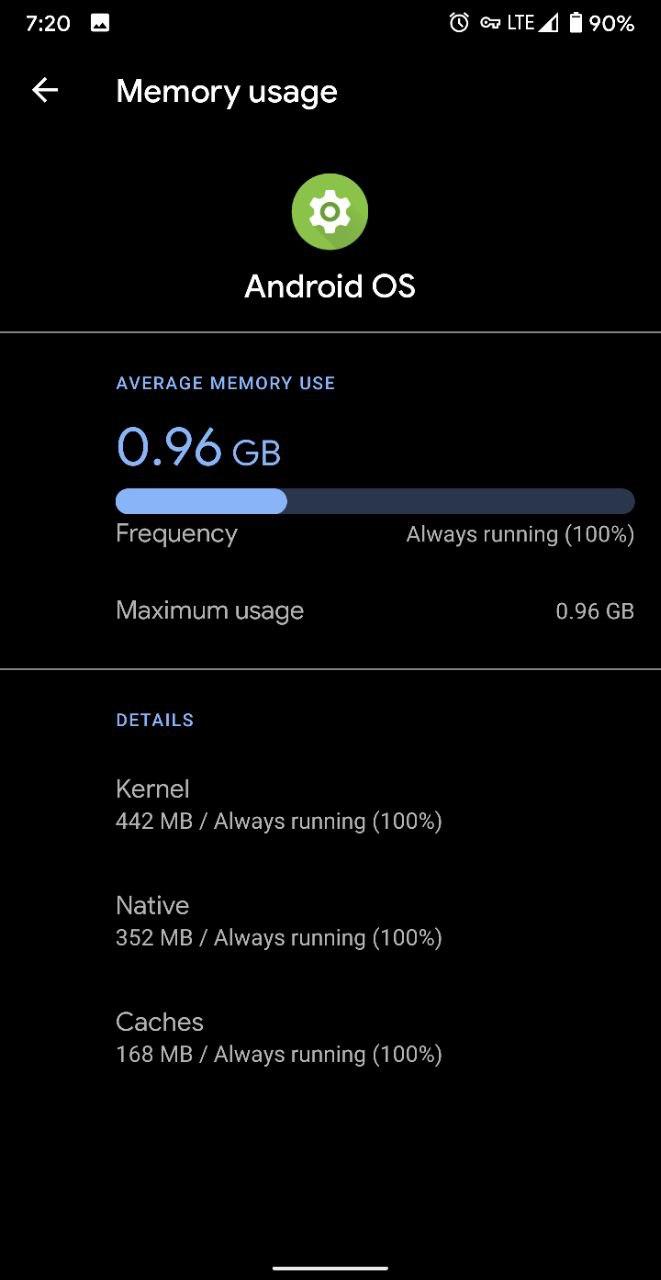 7:20 LTE 90%
Memory usage
Android OS
AVERAGE MEMORY USE
0.96 GB
Frequency Always running (100%)
Maximum usage 0.96 GB
DETAILS
Kernel
442 MB / Always running (100%)
Native
352 MB / Always running (100%)
Caches
168 MB / Always running (100%)